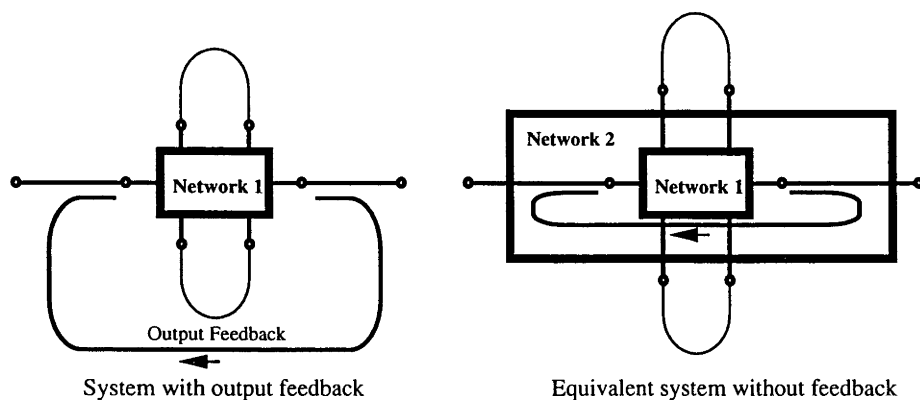 Network 1
Output Feedback
System with output feedback
Network 2
Network 1
Equivalent system without feedback